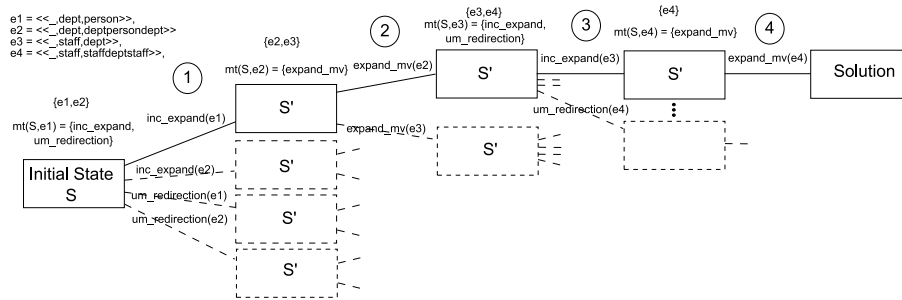 e1 = <<_,dept,person>>,
e2 = <<_,dept,deptpersondept>>
e3 = <<_,staff,dept>>,
e4 = <<_,staff,staffdeptstaff>>,
{e1,e2}
mt(S,e1) = {inc_expand,
um_redirection}
Initial State
S
1
inc_expand(e1)
inc_expand(e2)
um_redirection(e1)
um_redirection(e2)
{e2,e3}
mt(S,e2) = {expand_mv}
S'
S'
S'
S'
2
expand_mv(e2)
expand_mv(e3)
{e3,e4}
mt(S,e3) = {inc_expand,
um_redirection}
S'
S'
3
inc_expand(e3)
um_redirection(e4)
{e4}
mt(S,e4) = {expand_mv}
S'
4
expand_mv(e4)
Solution